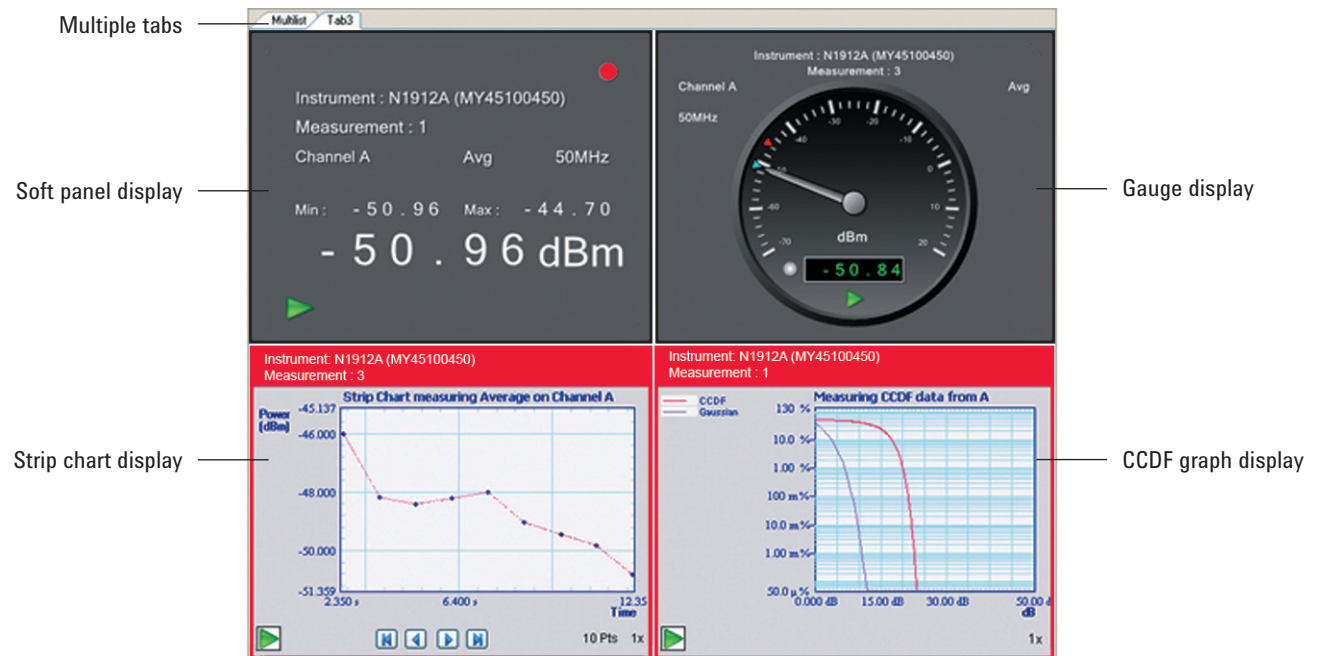 Multiple tabs
Multilist Tab3
Soft panel display
Instrument : N1912A (MY45100450)
Measurement : 1
Channel A Avg 50MHz
Min : -50.96 Max : -44.70
-50.96 dBm
Instrument : N1912A (MY45100450)
Measurement : 3
Channel A Avg
50MHz
-70
-60
-50
-40
-30
-20
-10
0
10
20
dBm
-50.84
Gauge display
Strip chart display
Instrument: N1912A (MY45100450)
Measurement : 3
Strip Chart measuring Average on Channel A
Power
(dBm)
-45.137
-46.000
-48.000
-50.000
-51.359
2.350 s 6.400 s 12.35
Time
10 Pts 1x
Instrument: N1912A (MY45100450)
Measurement : 1
CCDF
Gaussian
Measuring CCDF data from A
130 %
10.0 %
1.00 %
100 m%
10.0 m%
1.00 m%
50.0 µ%
0.000 dB 15.00 dB 30.00 dB 50.00 d
dB
1x
CCDF graph display